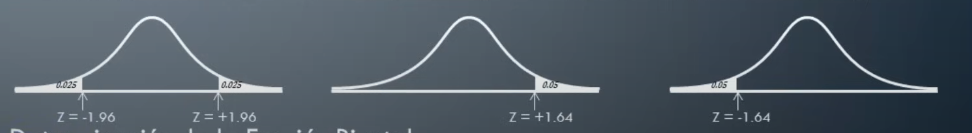 0.025 0.025 0.05 0.05
Z = -1.96 Z = +1.96 Z = +1.64 Z = -1.64